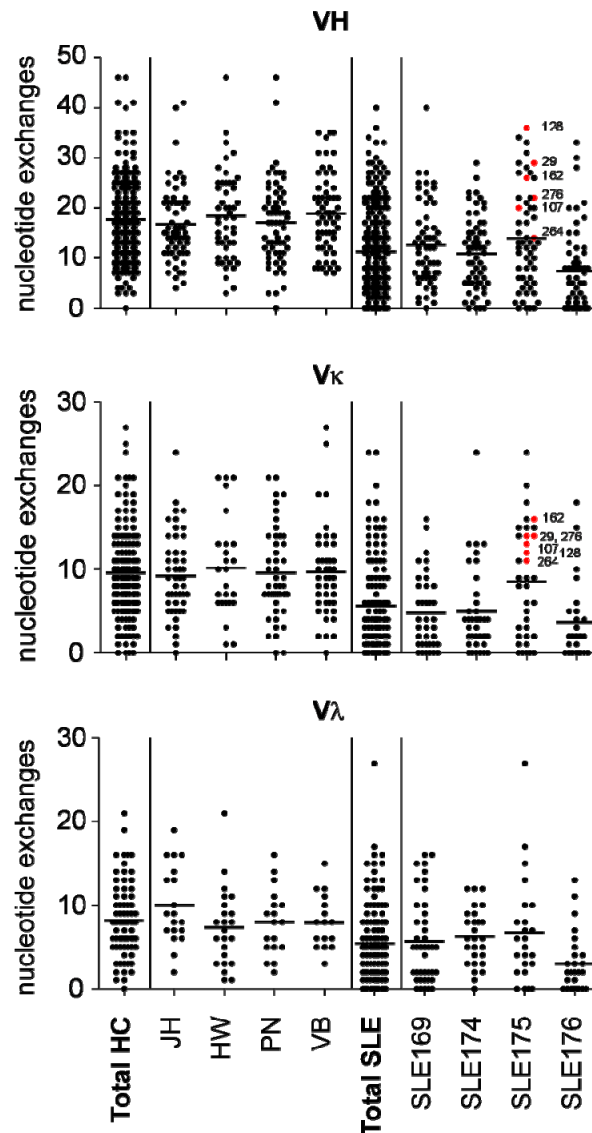 VH
nucleotide exchanges
50
40
30
20
10
0
128
29
162
276
107
264
Vκ
nucleotide exchanges
30
20
10
0
162
29, 276
107
264 128
Vλ
nucleotide exchanges
30
20
10
0
Total HC
JH
HW
PN
VB
Total SLE
SLE169
SLE174
SLE175
SLE176